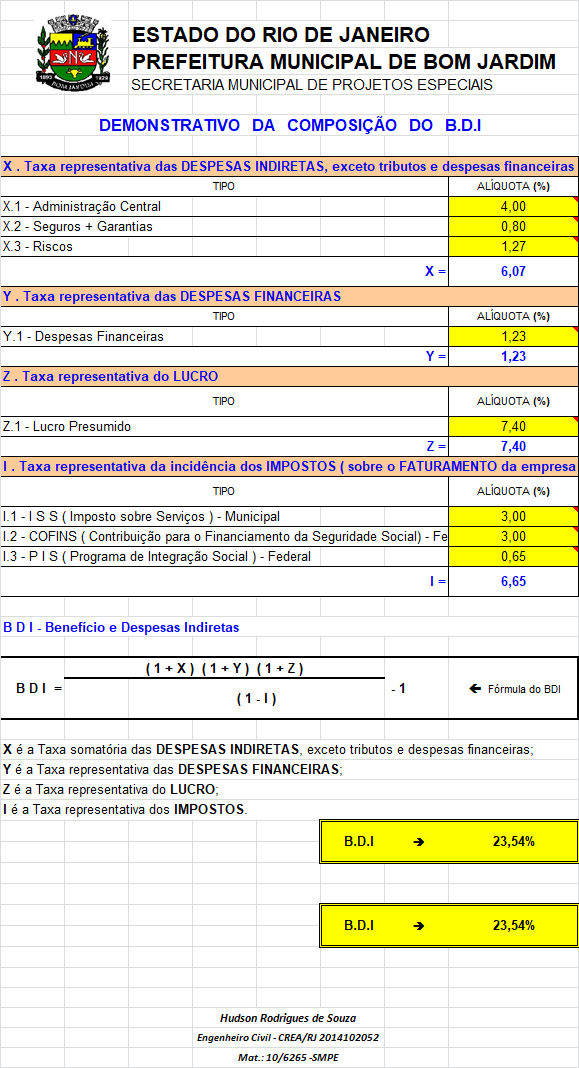 ESTADO DO RIO DE JANEIRO
PREFEITURA MUNICIPAL DE BOM JARDIM
SECRETARIA MUNICIPAL DE PROJETOS ESPECIAIS
1893 BOM JARDIM 1929
DEMONSTRATIVO DA COMPOSIÇÃO DO B.D.I
X . Taxa representativa das DESPESAS INDIRETAS, exceto tributos e despesas financeiras
TIPO ALÍQUOTA (%)
X.1 - Administração Central 4,00
X.2 - Seguros + Garantias 0,80
X.3 - Riscos 1,27
X = 6,07
Y . Taxa representativa das DESPESAS FINANCEIRAS
TIPO ALÍQUOTA (%)
Y.1 - Despesas Financeiras 1,23
Y = 1,23
Z . Taxa representativa do LUCRO
TIPO ALÍQUOTA (%)
Z.1 - Lucro Presumido 7,40
Z = 7,40
I . Taxa representativa da incidência dos IMPOSTOS ( sobre o FATURAMENTO da empresa
TIPO ALÍQUOTA (%)
I.1 - I S S ( Imposto sobre Serviços ) - Municipal 3,00
I.2 - COFINS ( Contribuição para o Financiamento da Seguridade Social) - Fe 3,00
I.3 - P I S ( Programa de Integração Social ) - Federal 0,65
I = 6,65
B D I - Benefício e Despesas Indiretas
( 1 + X ) ( 1 + Y ) ( 1 + Z )
B D I = - 1 🡸 Fórmula do BDI
( 1 - I )
X é a Taxa somatória das DESPESAS INDIRETAS, exceto tributos e despesas financeiras;
Y é a Taxa representativa das DESPESAS FINANCEIRAS;
Z é a Taxa representativa do LUCRO;
I é a Taxa representativa dos IMPOSTOS.
B.D.I 🡺 23,54%
B.D.I 🡺 23,54%
Hudson Rodrigues de Souza
Engenheiro Civil - CREA/RJ 2014102052
Mat.: 10/6265 -SMPE